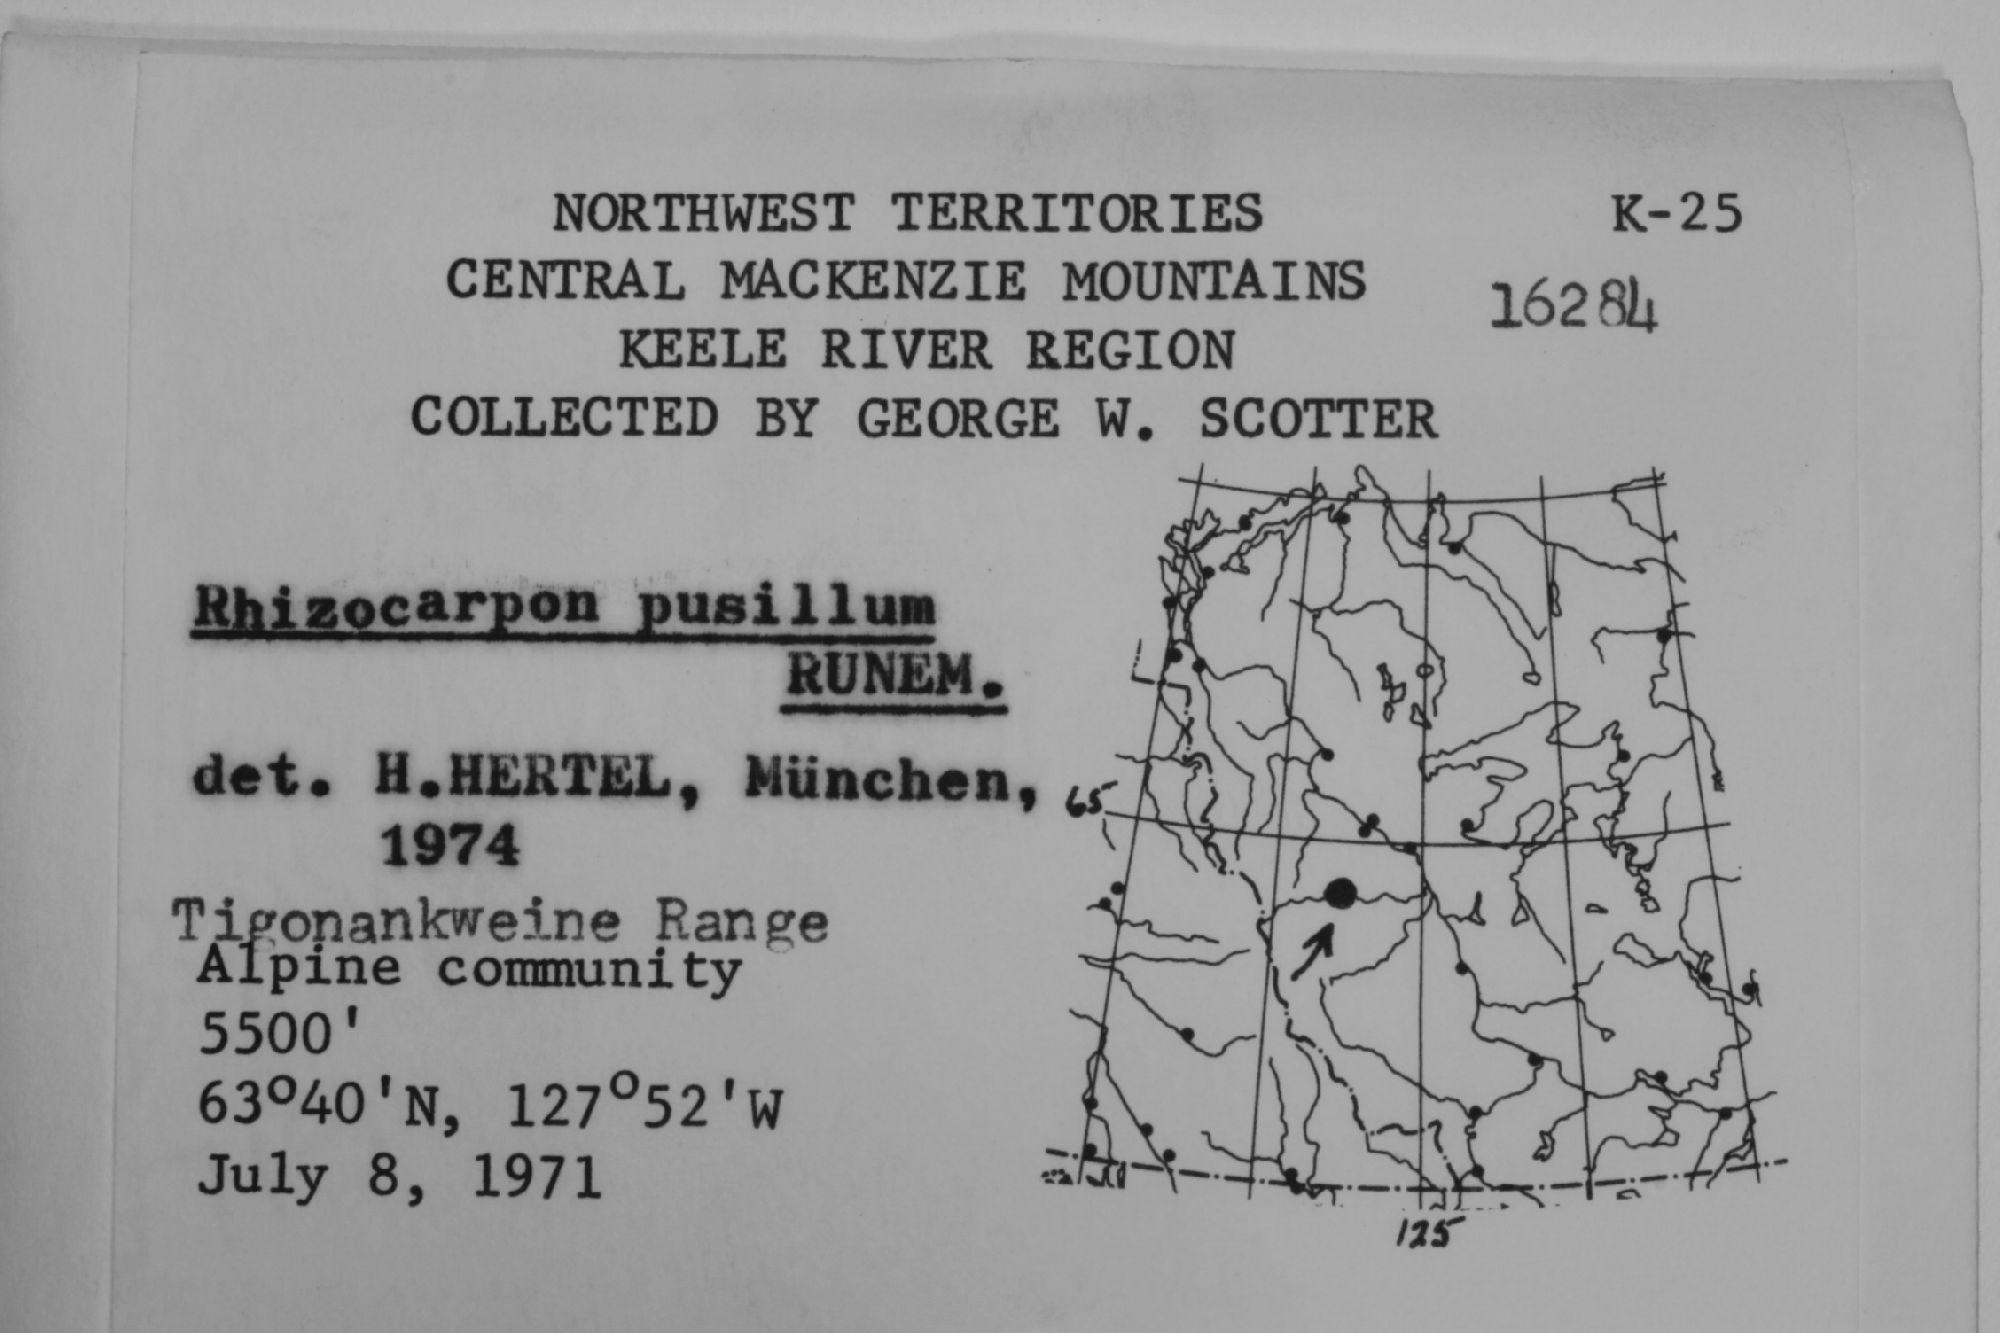 NORTHWEST TERRITORIES K-25
CENTRAL MACKENZIE MOUNTAINS
16284
KEELE RIVER REGION
COLLECTED BY GEORGE W. SCOTTER
Rhizocarpon pusillum
RUNEM.
det. H.HERTEL, München,
1974
Tigonankweine Range
Alpine community
5500'
63°40'N, 127°52'W
July 8, 1971
65
125